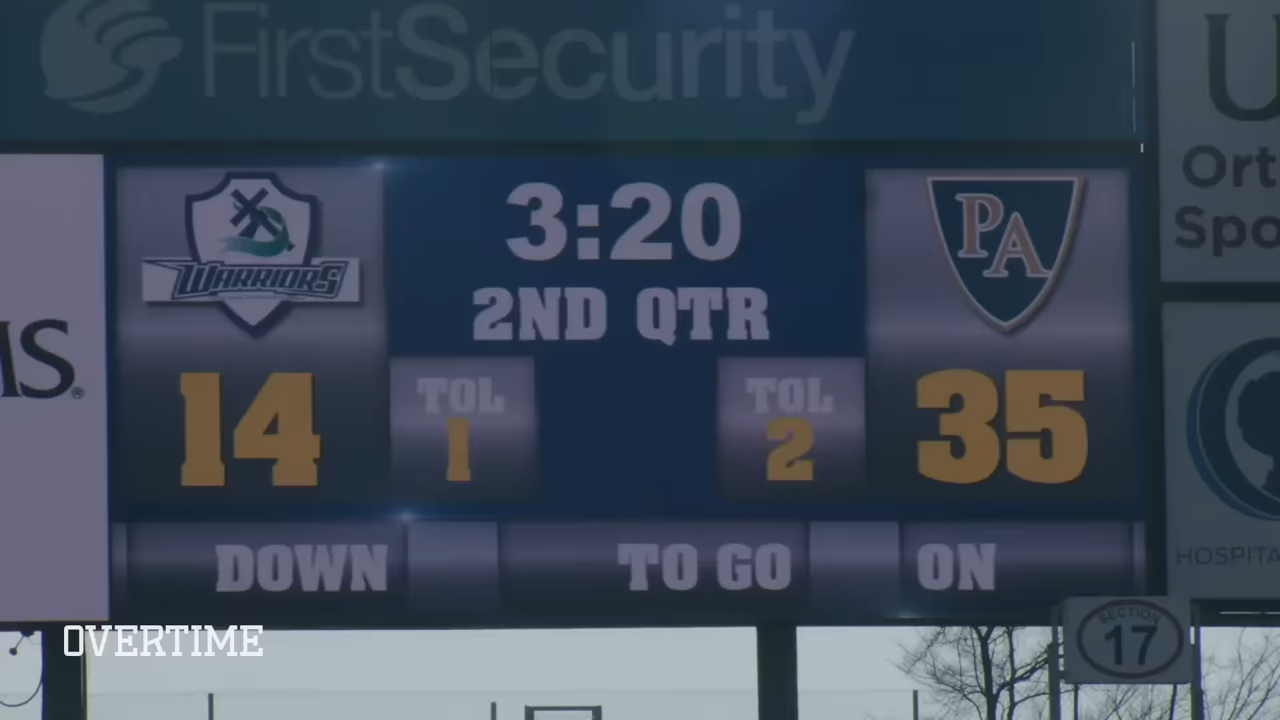 FirstSecurity
U
Ort
Spo
MS®
WARRIORS
3:20
2ND QTR
PA
14
TOL
1
TOL
2
35
DOWN
TO GO
ON
HOSPITA
SECTION
17
OVERTIME